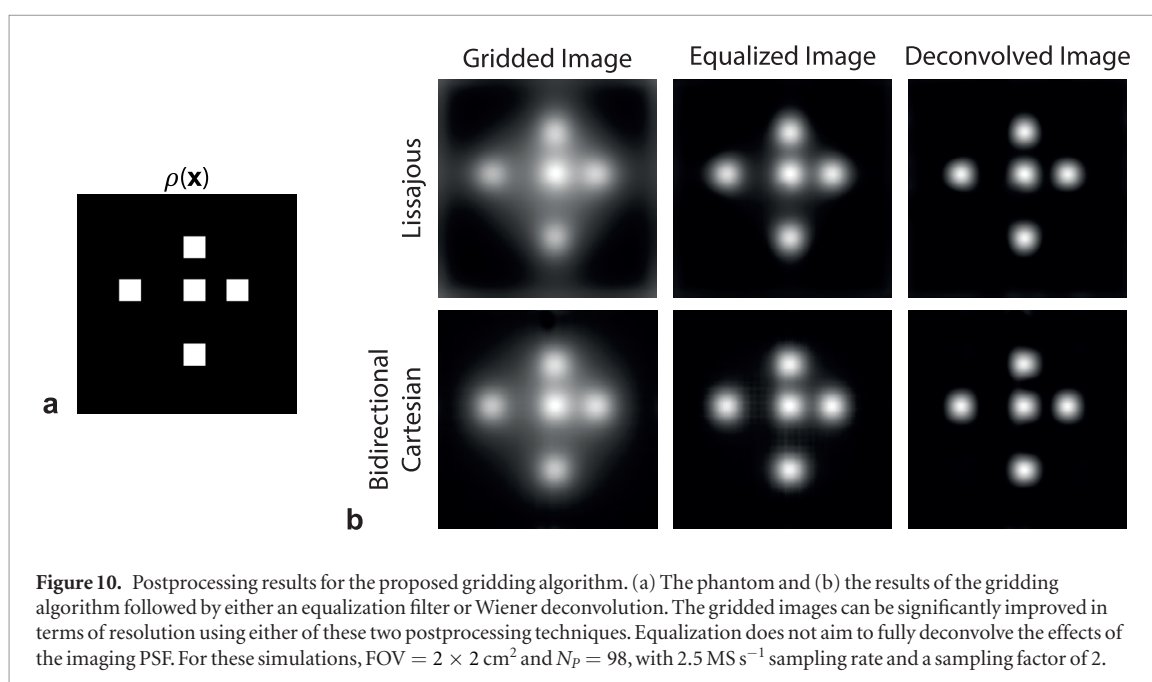 Gridded Image
Equalized Image
Deconvolved Image
ρ(x)
Lissajous
Bidirectional
Cartesian
a
b
Figure 10. Postprocessing results for the proposed gridding algorithm. (a) The phantom and (b) the results of the gridding
algorithm followed by either an equalization filter or Wiener deconvolution. The gridded images can be significantly improved in
terms of resolution using either of these two postprocessing techniques. Equalization does not aim to fully deconvolve the effects of
the imaging PSF. For these simulations, FOV = 2 × 2 cm² and N_P = 98, with 2.5 MS s⁻¹ sampling rate and a sampling factor of 2.